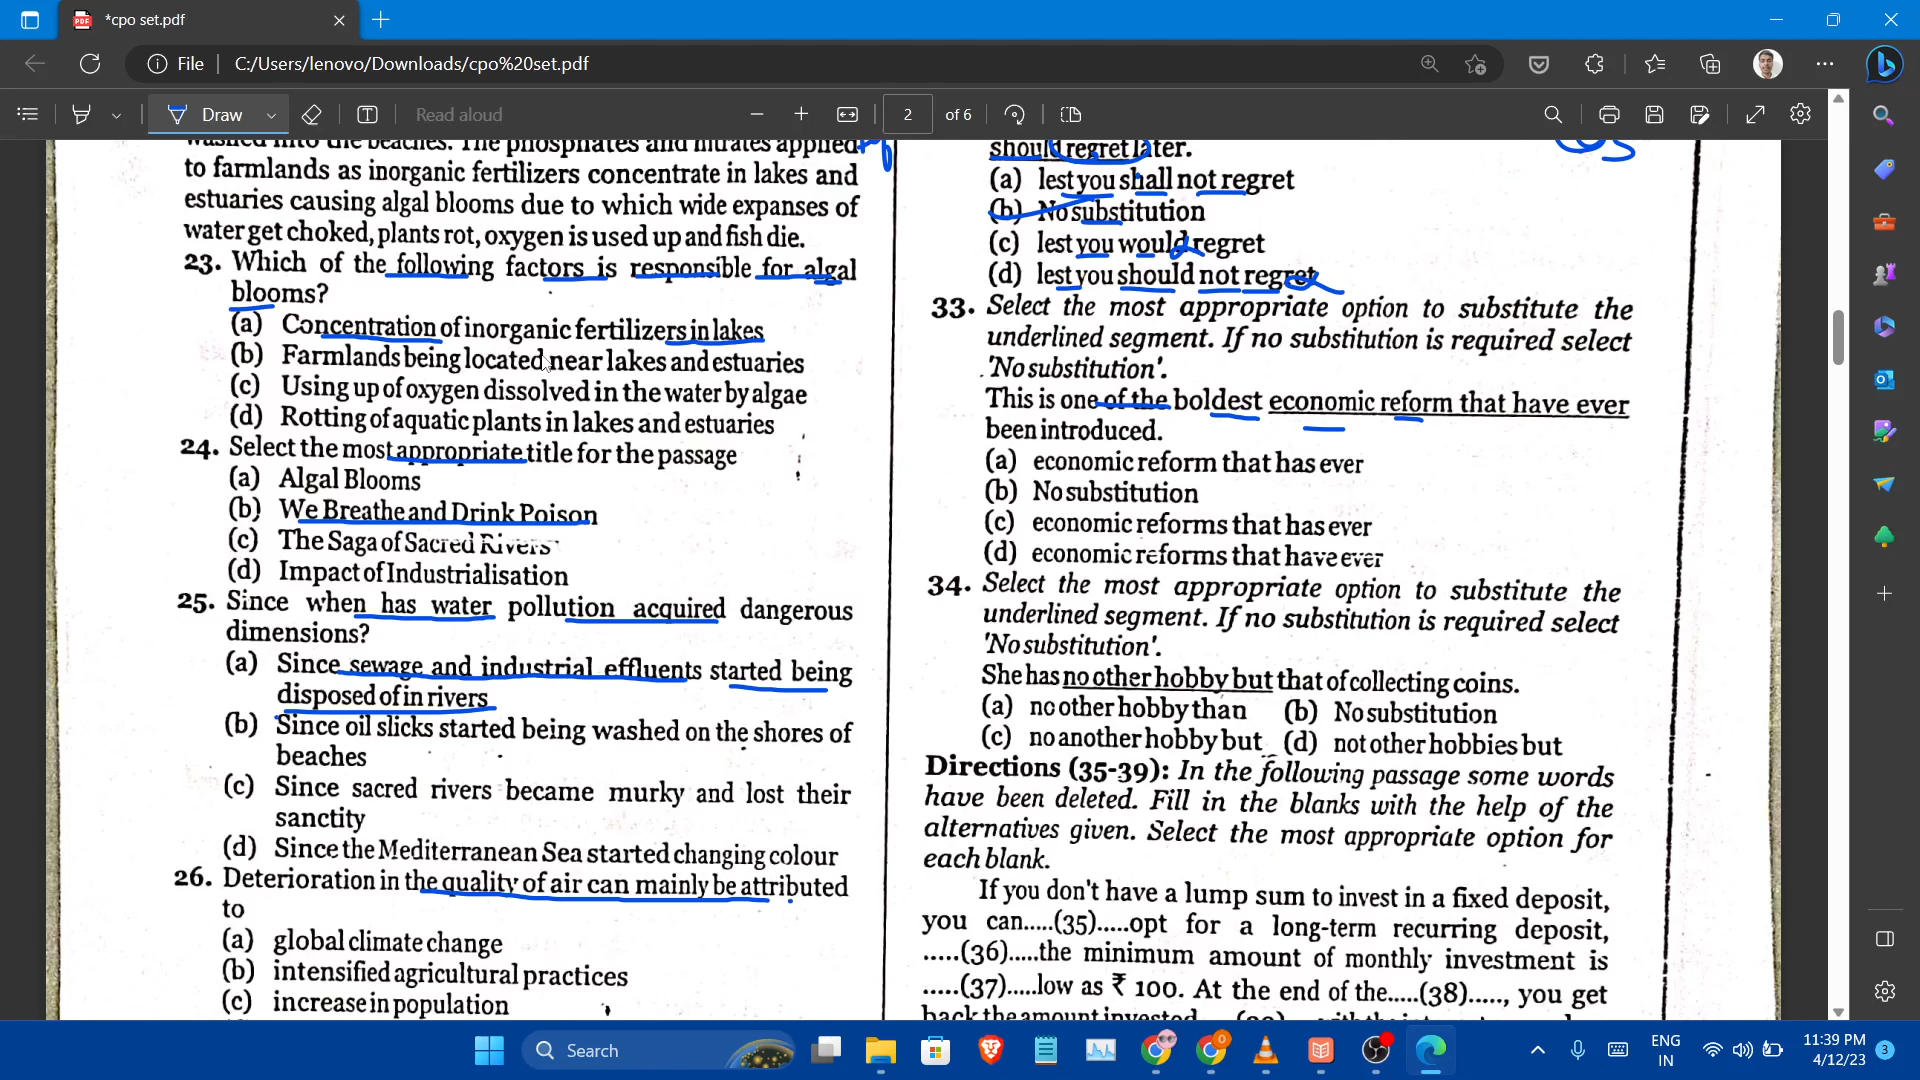 *cpo set.pdf
File
C:/Users/lenovo/Downloads/cpo%20set.pdf
Draw
Read aloud
2
of 6
washed into the beaches. The phosphates and nitrates applied
to farmlands as inorganic fertilizers concentrate in lakes and
estuaries causing algal blooms due to which wide expanses of
water get choked, plants rot, oxygen is used up and fish die.
23. Which of the following factors is responsible for algal
blooms?
(a) Concentration of inorganic fertilizers in lakes
(b) Farmlands being located near lakes and estuaries
(c) Using up of oxygen dissolved in the water by algae
(d) Rotting of aquatic plants in lakes and estuaries
24. Select the most appropriate title for the passage
(a) Algal Blooms
(b) We Breathe and Drink Poison
(c) The Saga of Sacred Rivers
(d) Impact of Industrialisation
25. Since when has water pollution acquired dangerous
dimensions?
(a) Since sewage and industrial effluents started being
disposed of in rivers
(b) Since oil slicks started being washed on the shores of
beaches
(c) Since sacred rivers became murky and lost their
sanctity
(d) Since the Mediterranean Sea started changing colour
26. Deterioration in the quality of air can mainly be attributed
to
(a) global climate change
(b) intensified agricultural practices
(c) increase in population
should regret later.
(a) lest you shall not regret
(b) No substitution
(c) lest you would regret
(d) lest you should not regret
33. Select the most appropriate option to substitute the
underlined segment. If no substitution is required select
'No substitution'.
This is one of the boldest economic reform that have ever
been introduced.
(a) economic reform that has ever
(b) No substitution
(c) economic reforms that has ever
(d) economic reforms that have ever
34. Select the most appropriate option to substitute the
underlined segment. If no substitution is required select
'No substitution'.
She has no other hobby but that of collecting coins.
(a) no other hobby than (b) No substitution
(c) no another hobby but (d) not other hobbies but
Directions (35-39): In the following passage some words
have been deleted. Fill in the blanks with the help of the
alternatives given. Select the most appropriate option for
each blank.
If you don't have a lump sum to invest in a fixed deposit,
you can.....(35).....opt for a long-term recurring deposit,
.....(36).....the minimum amount of monthly investment is
.....(37).....low as ₹ 100. At the end of the.....(38)....., you get
back the amount invested
Search
ENG
IN
11:39 PM
4/12/23
3